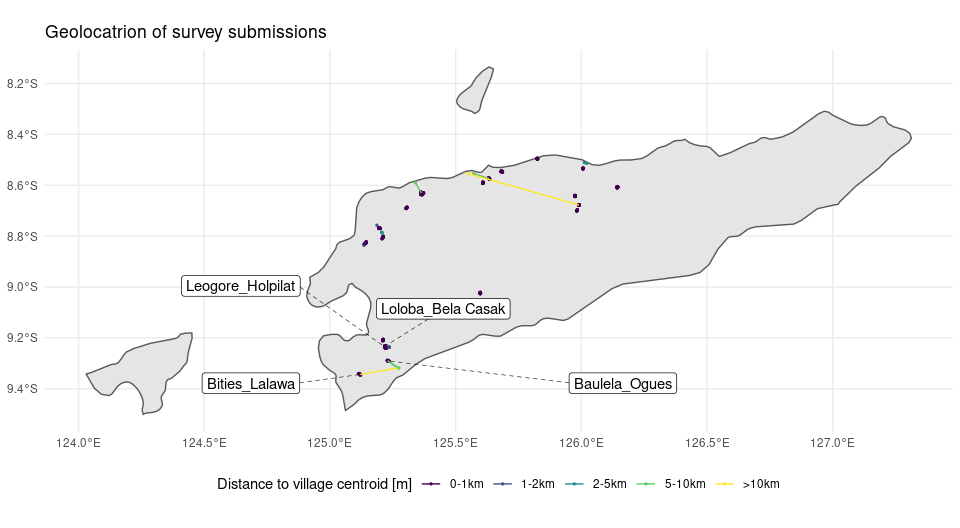 Geolocatrion of survey submissions
8.2°S
8.4°S
8.6°S
8.8°S
9.0°S
9.2°S
9.4°S
Leogore_Holpilat
Loloba_Bela Casak
Bities_Lalawa
Baulela_Ogues
124.0°E 124.5°E 125.0°E 125.5°E 126.0°E 126.5°E 127.0°E
Distance to village centroid [m] 0-1km 1-2km 2-5km 5-10km >10km